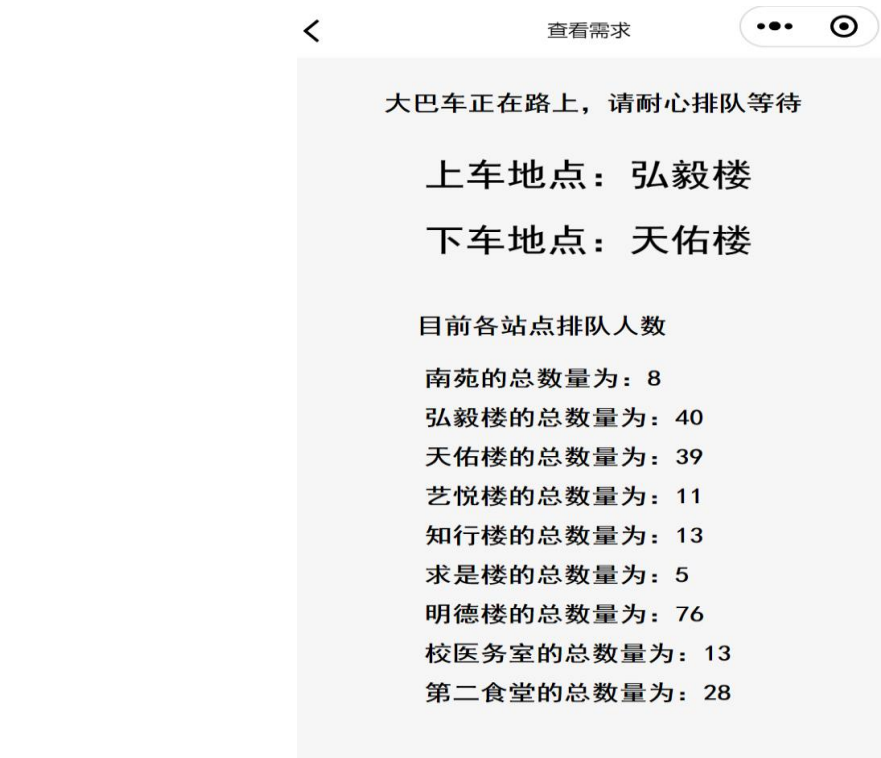 查看需求
大巴车正在路上，请耐心排队等待
上车地点：弘毅楼
下车地点：天佑楼
目前各站点排队人数
南苑的总数量为：8
弘毅楼的总数量为：40
天佑楼的总数量为：39
艺悦楼的总数量为：11
知行楼的总数量为：13
求是楼的总数量为：5
明德楼的总数量为：76
校医务室的总数量为：13
第二食堂的总数量为：28